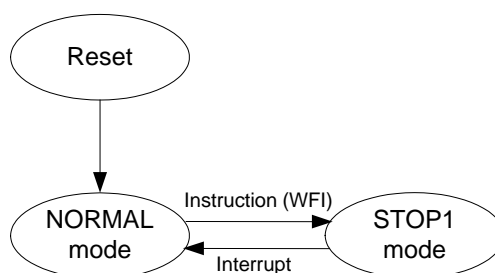 Reset
Instruction (WFI)
NORMAL
mode
STOP1
mode
Interrupt